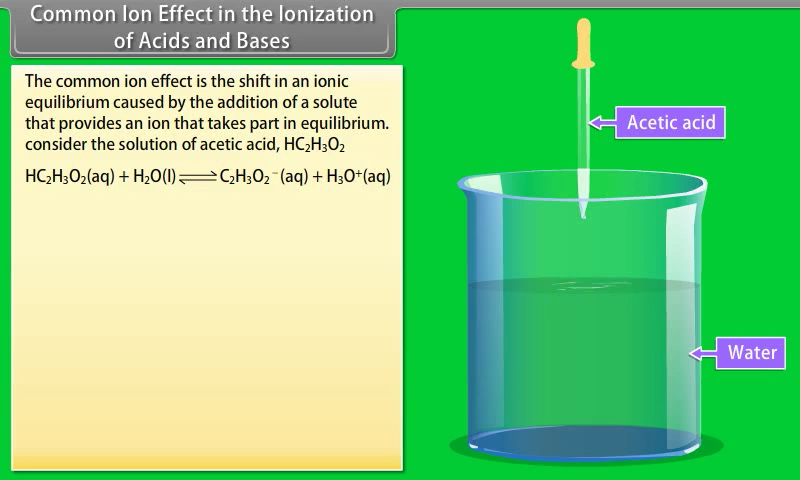 Common Ion Effect in the Ionization
of Acids and Bases
The common ion effect is the shift in an ionic
equilibrium caused by the addition of a solute
that provides an ion that takes part in equilibrium.
consider the solution of acetic acid, HC₂H₃O₂
HC₂H₃O₂(aq) + H₂O(l) ⇌ C₂H₃O₂⁻(aq) + H₃O⁺(aq)
Acetic acid
Water